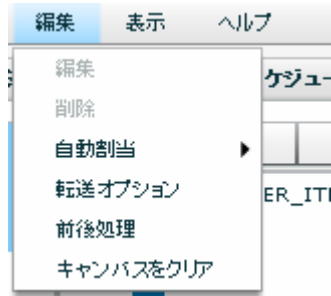 編集 表示 ヘルプ
編集
ケジュー
削除
自動割当
転送オプション
ER_ITE
前後処理
キャンバスをクリア